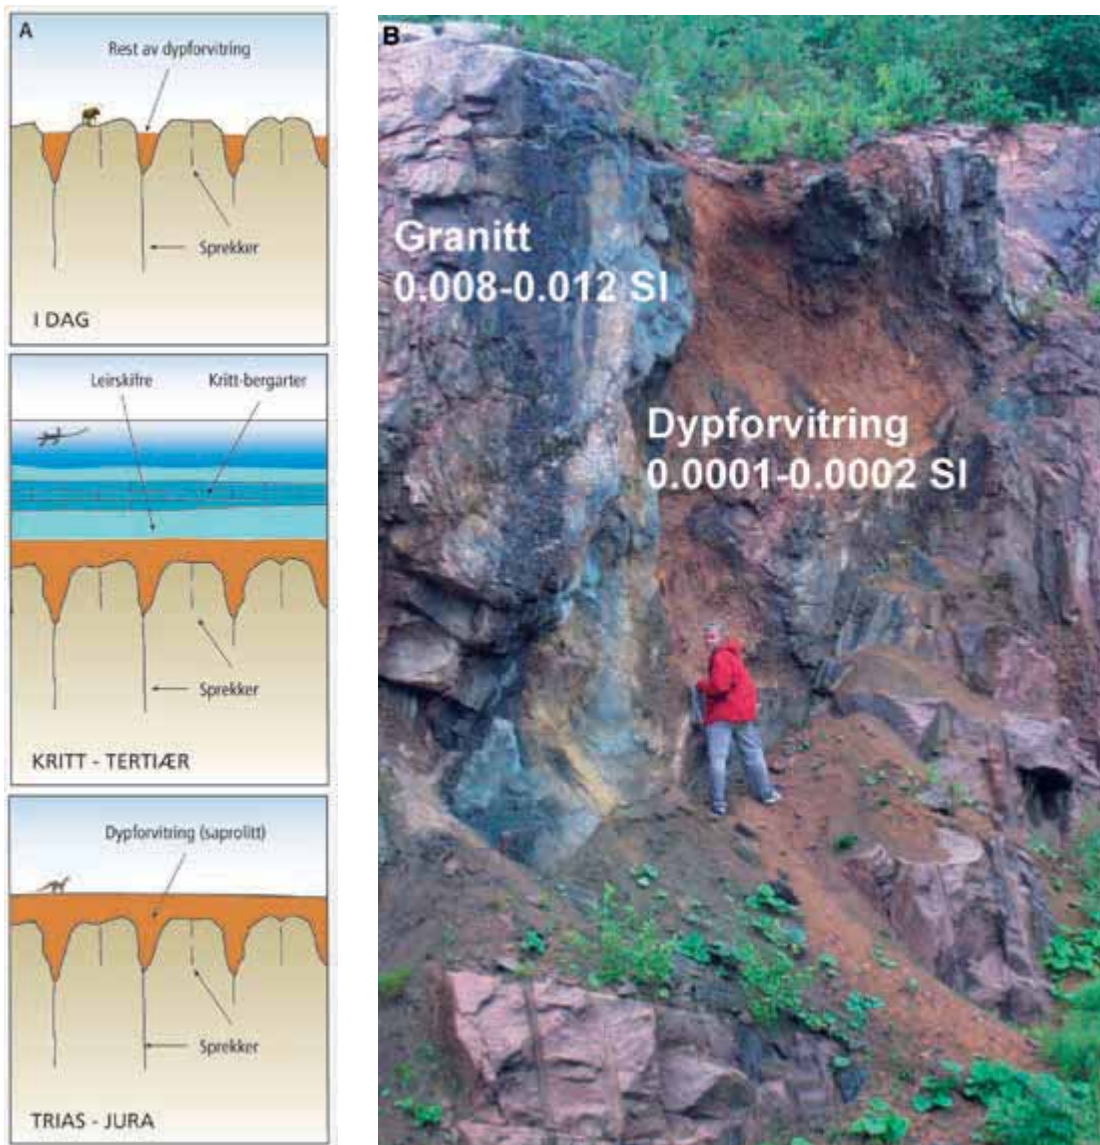 A
Rest av dypforvitring
Sprekker
I DAG
Leirskifre
Kritt-bergarter
Sprekker
KRITT - TERTIÆR
Dypforvitring (saprolitt)
Sprekker
TRIAS - JURA
B
Granitt
0.008-0.012 SI
Dypforvitring
0.0001-0.0002 SI